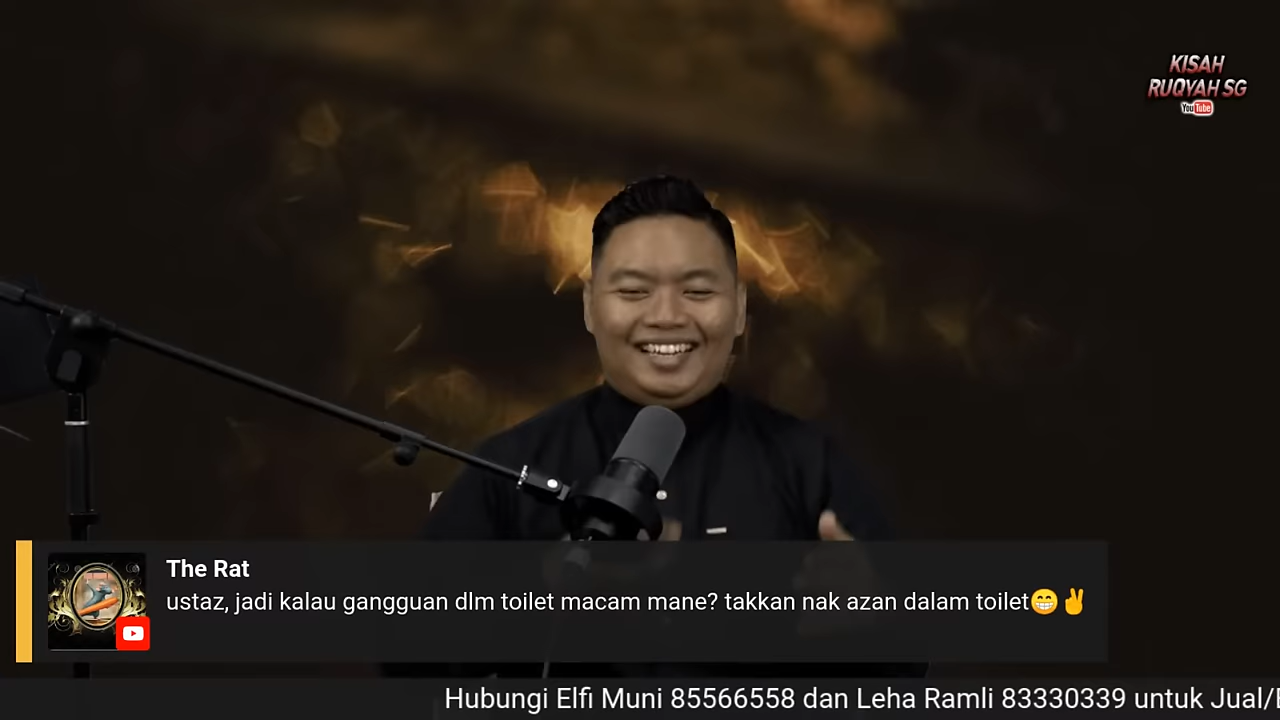 KISAH
RUQYAH SG
YouTube
The Rat
ustaz, jadi kalau gangguan dlm toilet macam mane? takkan nak azan dalam toilet😁✌️
Hubungi Elfi Muni 85566558 dan Leha Ramli 83330339 untuk Jual/